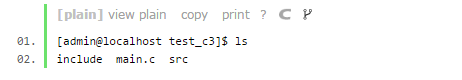 [plain] view plain copy print ? C
01. [admin@localhost test_c3]$ ls
02. include  main.c  src